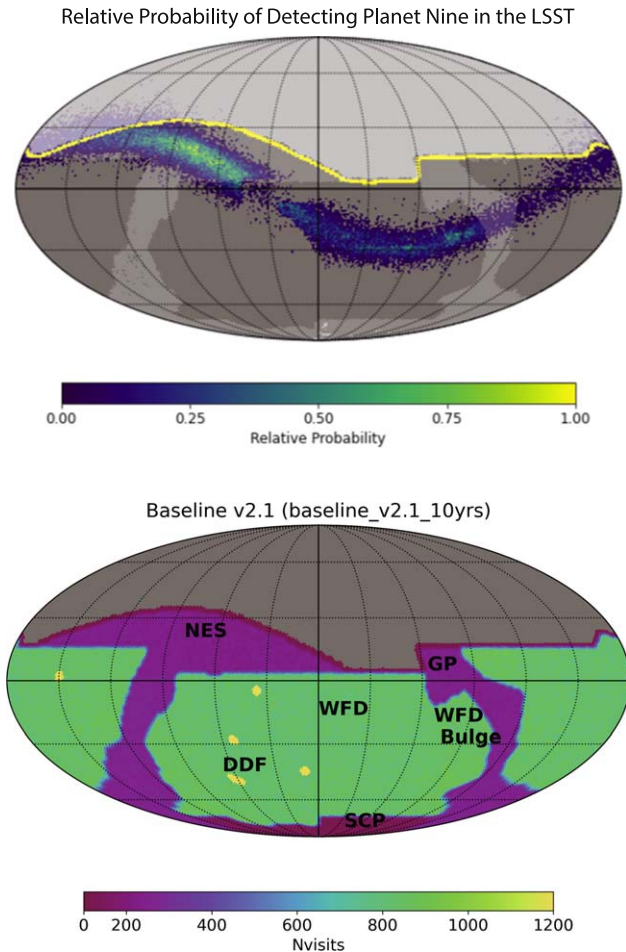 Relative Probability of Detecting Planet Nine in the LSST
0.00 0.25 0.50 0.75 1.00
Relative Probability
Baseline v2.1 (baseline_v2.1_10yrs)
NES
GP
WFD
WFD
Bulge
DDF
SCP
0 200 400 600 800 1000 1200
Nvisits